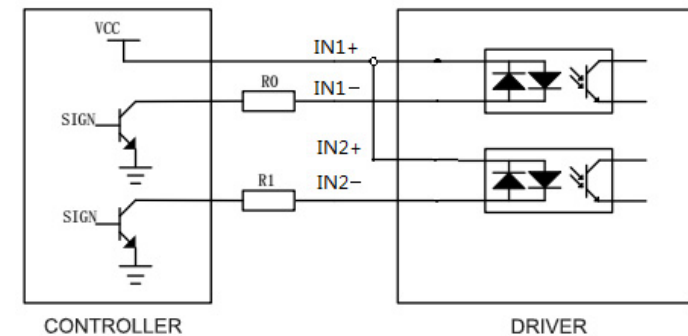 VCC
IN1+
R0
IN1−
SIGN
IN2+
R1
IN2−
SIGN
CONTROLLER
DRIVER